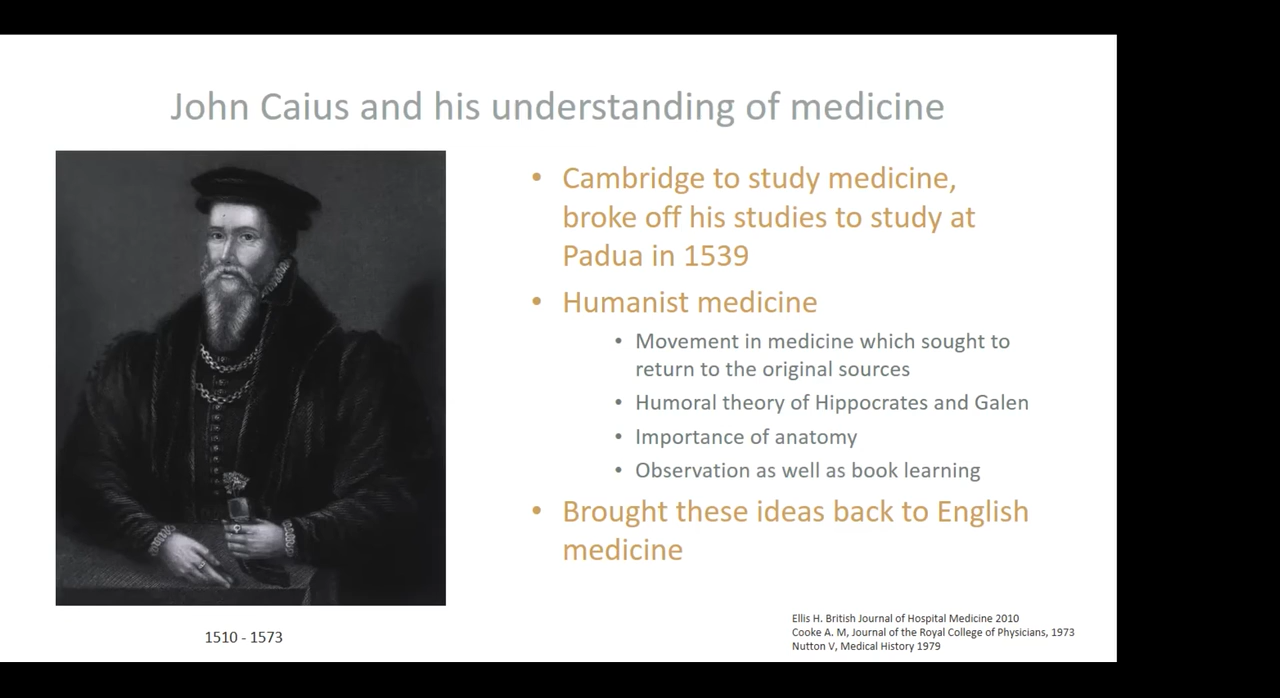 John Caius and his understanding of medicine
• Cambridge to study medicine,
broke off his studies to study at
Padua in 1539
• Humanist medicine
• Movement in medicine which sought to
return to the original sources
• Humoral theory of Hippocrates and Galen
• Importance of anatomy
• Observation as well as book learning
• Brought these ideas back to English
medicine
1510 - 1573
Ellis H. British Journal of Hospital Medicine 2010
Cooke A. M, Journal of the Royal College of Physicians, 1973
Nutton V, Medical History 1979